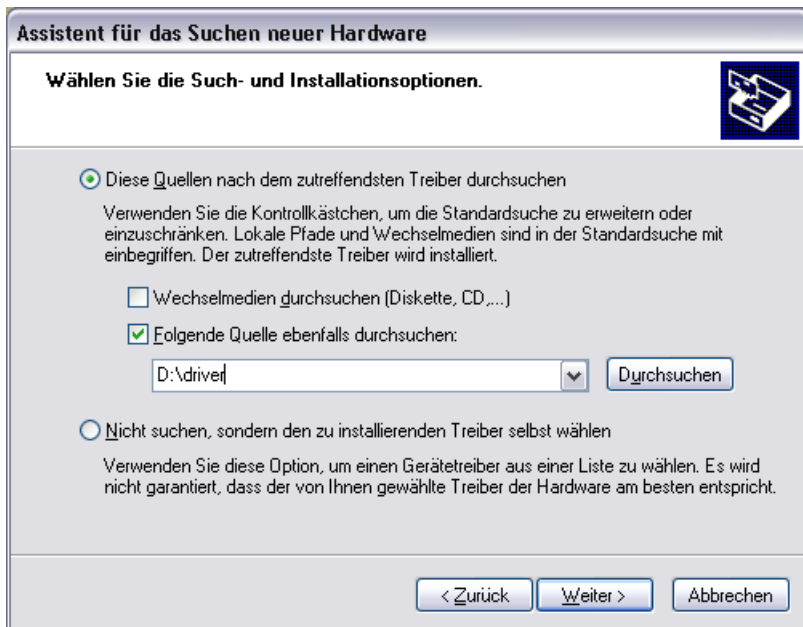 Assistent für das Suchen neuer Hardware
Wählen Sie die Such- und Installationsoptionen.
Diese Quellen nach dem zutreffendsten Treiber durchsuchen
Verwenden Sie die Kontrollkästchen, um die Standardsuche zu erweitern oder
einzuschränken. Lokale Pfade und Wechselmedien sind in der Standardsuche mit
einbegriffen. Der zutreffendste Treiber wird installiert.
Wechselmedien durchsuchen (Diskette, CD,...)
Folgende Quelle ebenfalls durchsuchen:
D:\driver
Durchsuchen
Nicht suchen, sondern den zu installierenden Treiber selbst wählen
Verwenden Sie diese Option, um einen Gerätetreiber aus einer Liste zu wählen. Es wird
nicht garantiert, dass der von Ihnen gewählte Treiber der Hardware am besten entspricht.
< Zurück
Weiter >
Abbrechen